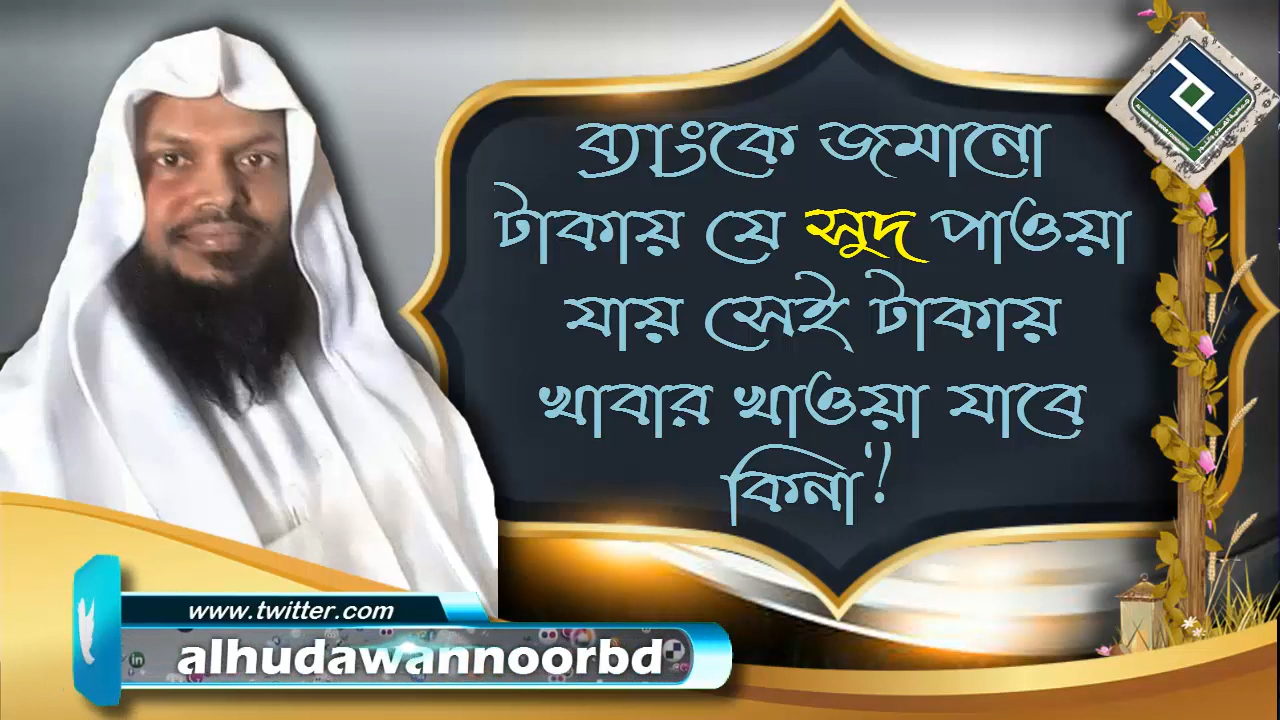 ব্যাংকে জমানো
টাকায় যে সুদ পাওয়া
যায় সেই টাকায়
খাবার খাওয়া যাবে
কিনা?
www.twitter.com
alhudawannoorbd